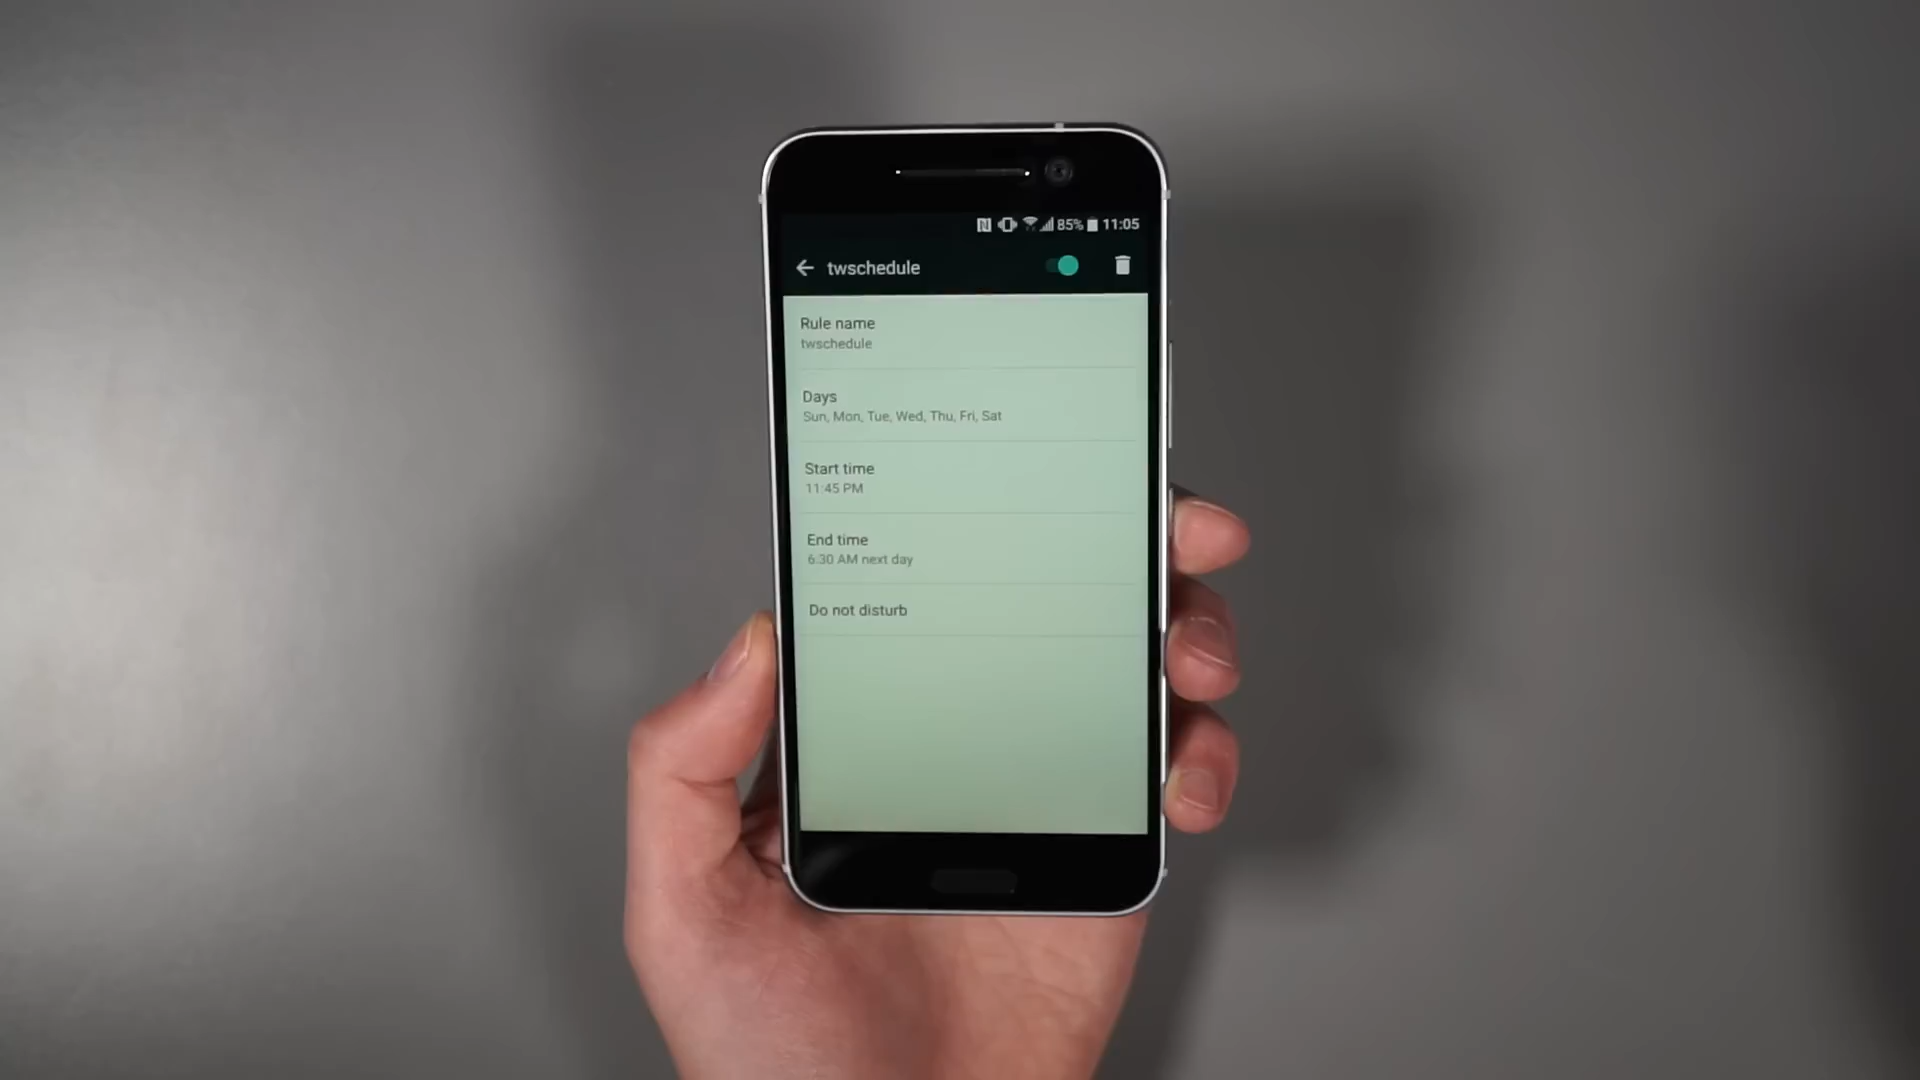 85% 11:05
twschedule
Rule name
twschedule
Days
Sun, Mon, Tue, Wed, Thu, Fri, Sat
Start time
11:45 PM
End time
6:30 AM next day
Do not disturb